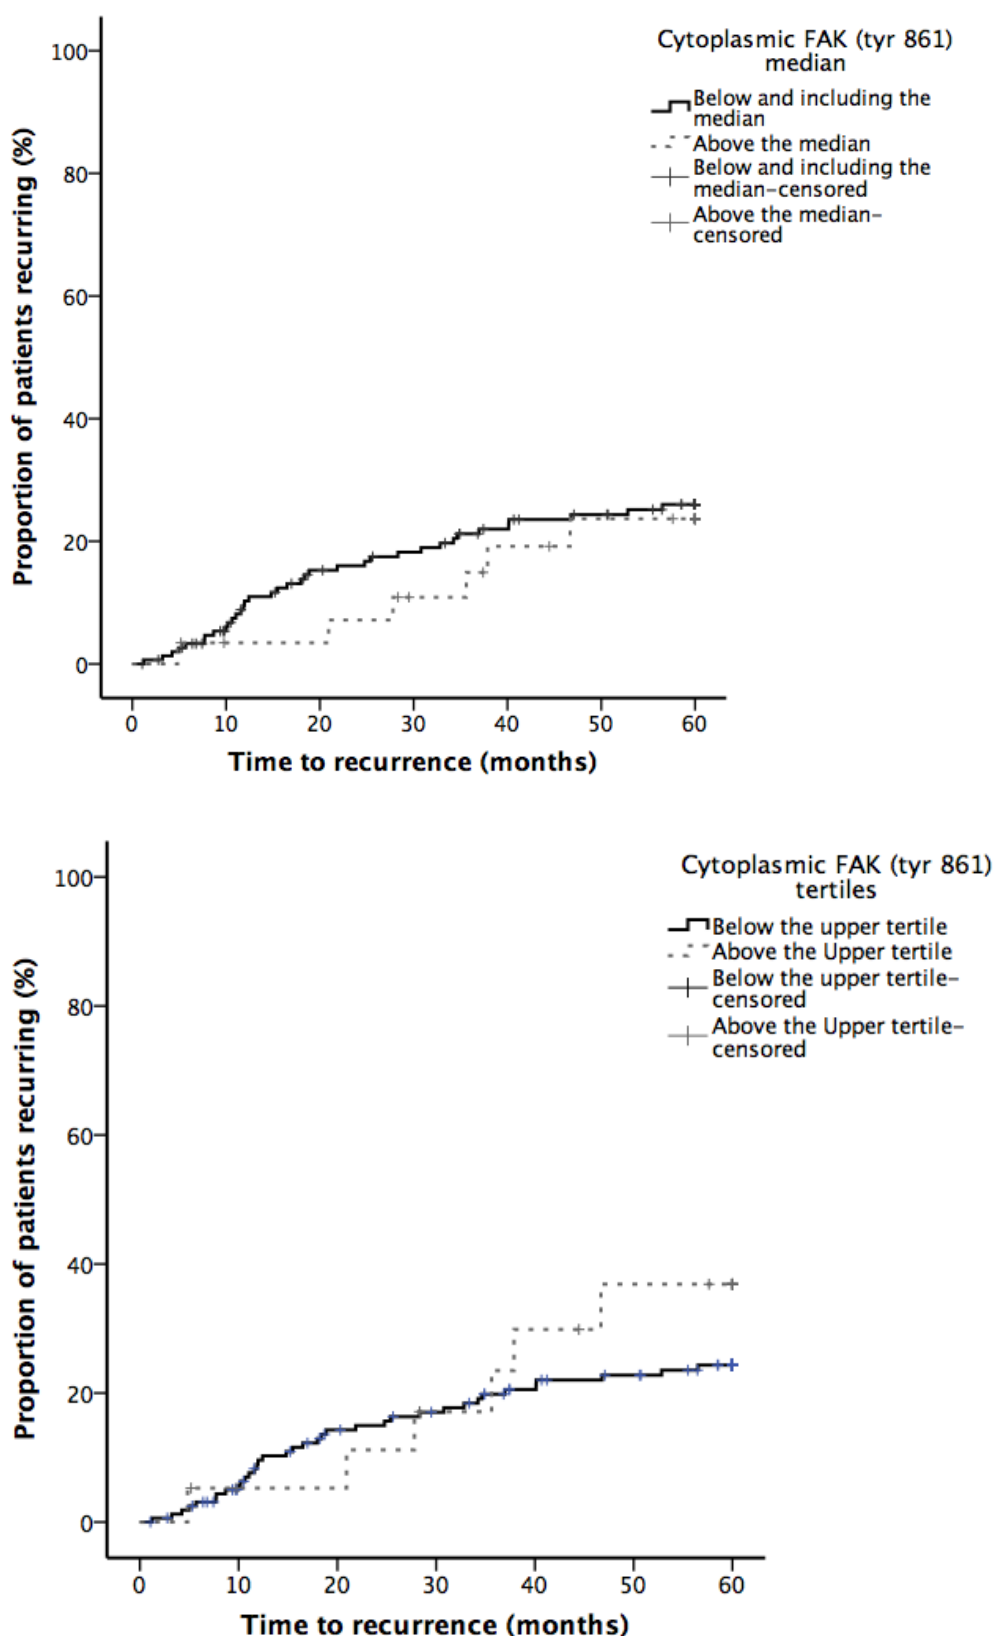 Cytoplasmic FAK (tyr 861)
median
Below and including the
median
Above the median
Below and including the
median-censored
Above the median-
censored
Proportion of patients recurring (%)
100
80
60
40
20
0
0 10 20 30 40 50 60
Time to recurrence (months)
Cytoplasmic FAK (tyr 861)
tertiles
Below the upper tertile
Above the Upper tertile
Below the upper tertile-
censored
Above the Upper tertile-
censored
Proportion of patients recurring (%)
100
80
60
40
20
0
0 10 20 30 40 50 60
Time to recurrence (months)